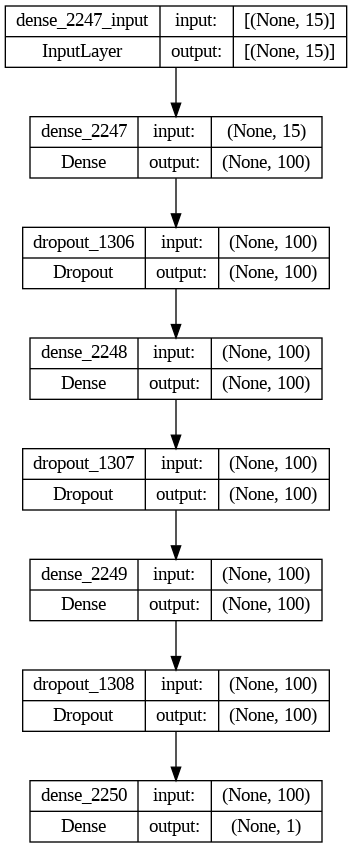 dense_2247_input input: [(None, 15)]
InputLayer output: [(None, 15)]
dense_2247 input: (None, 15)
Dense output: (None, 100)
dropout_1306 input: (None, 100)
Dropout output: (None, 100)
dense_2248 input: (None, 100)
Dense output: (None, 100)
dropout_1307 input: (None, 100)
Dropout output: (None, 100)
dense_2249 input: (None, 100)
Dense output: (None, 100)
dropout_1308 input: (None, 100)
Dropout output: (None, 100)
dense_2250 input: (None, 100)
Dense output: (None, 1)